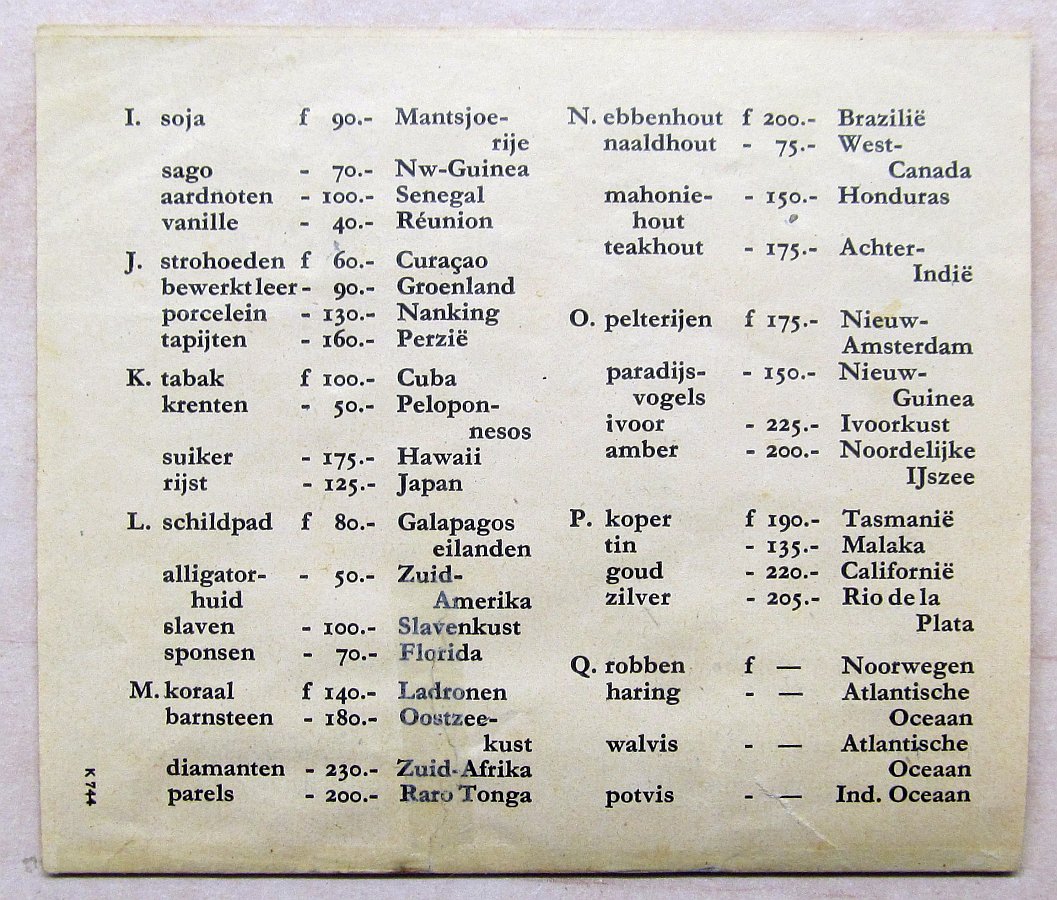 I. soja f 90.- Mantsjoe-
rije
sago - 70.- Nw-Guinea
aardnoten - 100.- Senegal
vanille - 40.- Réunion
J. strohoeden f 60.- Curaçao
bewerkt leer - 90.- Groenland
porcelein - 130.- Nanking
tapijten - 160.- Perzië
K. tabak f 100.- Cuba
krenten - 50.- Pelopon-
nesos
suiker - 175.- Hawaii
rijst - 125.- Japan
L. schildpad f 80.- Galapagos
eilanden
alligator- - 50.- Zuid-
huid Amerika
slaven - 100.- Slavenkust
sponsen - 70.- Florida
M. koraal f 140.- Ladronen
barnsteen - 180.- Oostzee-
kust
diamanten - 230.- Zuid-Afrika
parels - 200.- Raro Tonga
K 744
N. ebbenhout f 200.- Brazilië
naaldhout - 75.- West-
Canada
mahonie- - 150.- Honduras
hout
teakhout - 175.- Achter-
Indië
O. pelterijen f 175.- Nieuw-
Amsterdam
paradijs- - 150.- Nieuw-
vogels Guinea
ivoor - 225.- Ivoorkust
amber - 200.- Noordelijke
IJszee
P. koper f 190.- Tasmanië
tin - 135.- Malaka
goud - 220.- Californië
zilver - 205.- Rio de la
Plata
Q. robben f — Noorwegen
haring - — Atlantische
Oceaan
walvis - — Atlantische
Oceaan
potvis - — Ind. Oceaan